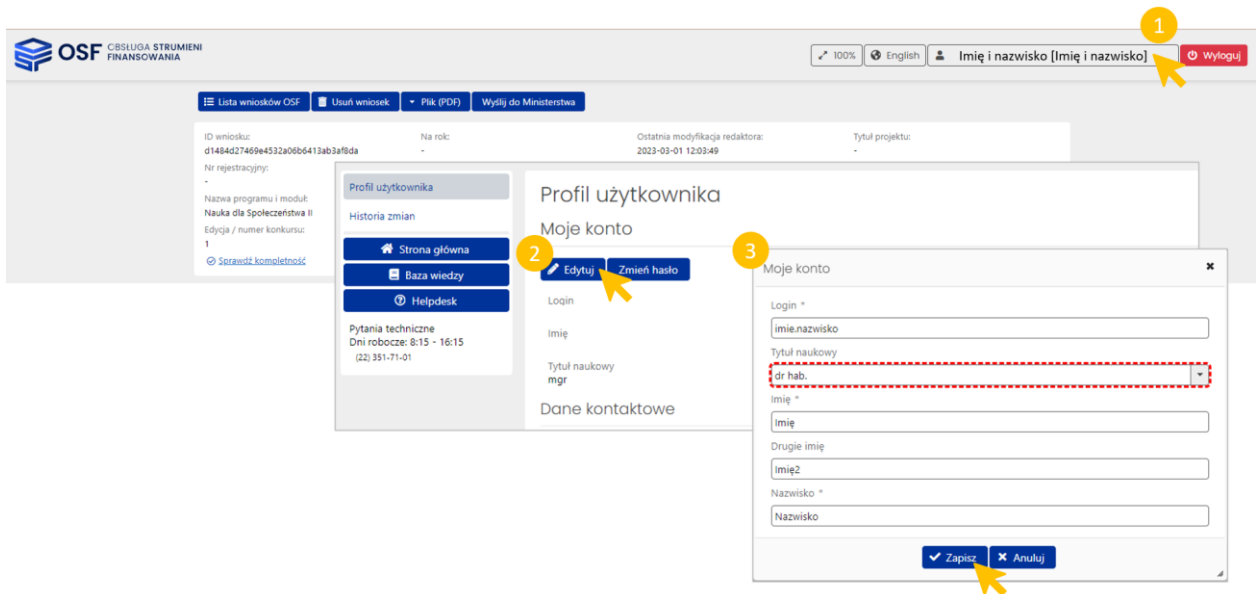 1
OSF OBSŁUGA STRUMIENI
FINANSOWANIA
100% English Imię i nazwisko [Imię i nazwisko] Wyloguj
Lista wniosków OSF Usuń wniosek Plik (PDF) Wyślij do Ministerstwa
ID wniosku: Na rok: Ostatnia modyfikacja redaktora: Tytuł projektu:
d1484d27469e4532a06b6413ab3af8da - 2023-03-01 12:03:49 -
Nr rejestracyjny:
-
Nazwa programu i moduł:
Nauka dla Społeczeństwa II
Edycja / numer konkursu:
1
Sprawdź kompletność
Profil użytkownika
Historia zmian
Strona główna
Baza wiedzy
Helpdesk
Pytania techniczne
Dni robocze: 8:15 - 16:15
(22) 351-71-01
Profil użytkownika
Moje konto
2
Edytuj Zmień hasło
Login
Imię
Tytuł naukowy
mgr
Dane kontaktowe
3
Moje konto
Login *
imie.nazwisko
Tytuł naukowy
dr hab.
Imię *
Imię
Drugie imię
Imię2
Nazwisko *
Nazwisko
Zapisz Anuluj